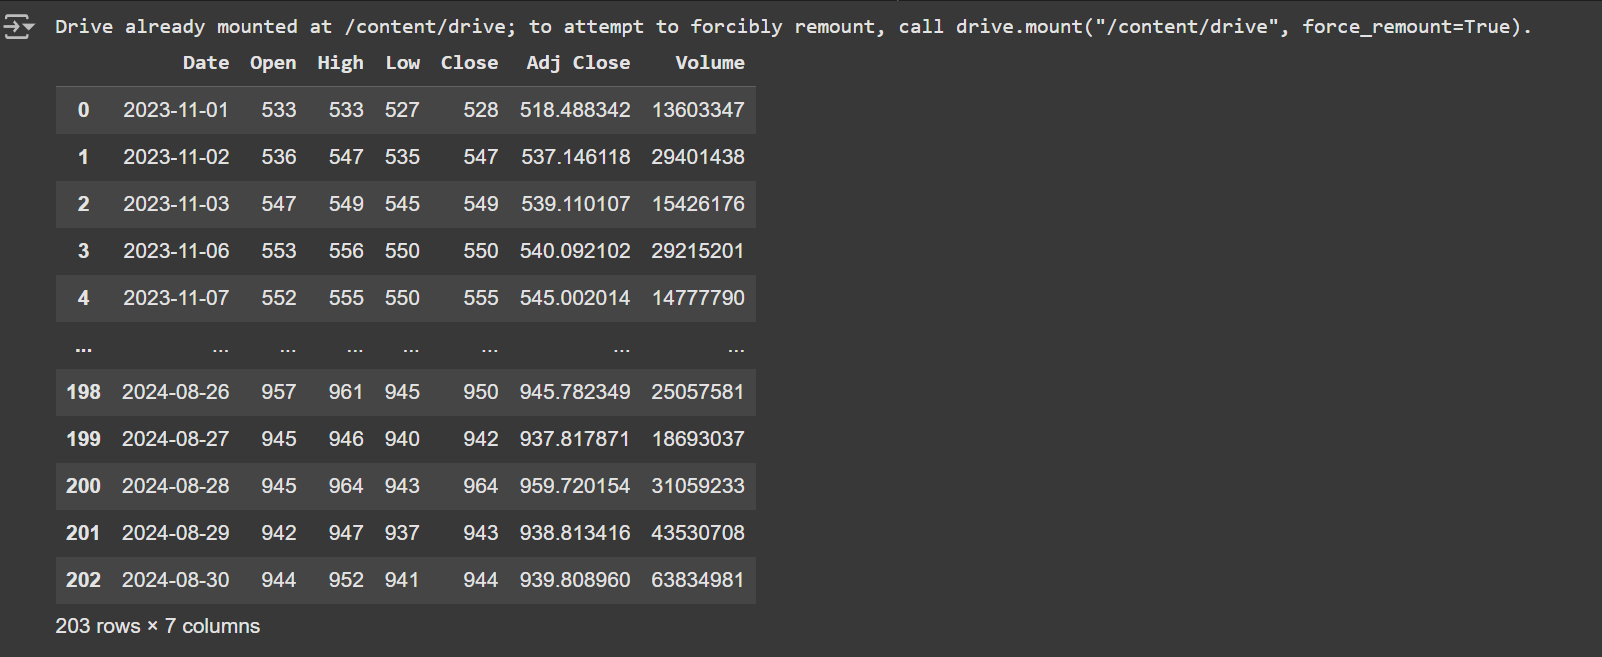 Drive already mounted at /content/drive; to attempt to forcibly remount, call drive.mount("/content/drive", force_remount=True).
Date Open High Low Close Adj Close Volume
0 2023-11-01 533 533 527 528 518.488342 13603347
1 2023-11-02 536 547 535 547 537.146118 29401438
2 2023-11-03 547 549 545 549 539.110107 15426176
3 2023-11-06 553 556 550 550 540.092102 29215201
4 2023-11-07 552 555 550 555 545.002014 14777790
... ... ... ... ... ... ... ...
198 2024-08-26 957 961 945 950 945.782349 25057581
199 2024-08-27 945 946 940 942 937.817871 18693037
200 2024-08-28 945 964 943 964 959.720154 31059233
201 2024-08-29 942 947 937 943 938.813416 43530708
202 2024-08-30 944 952 941 944 939.808960 63834981
203 rows × 7 columns